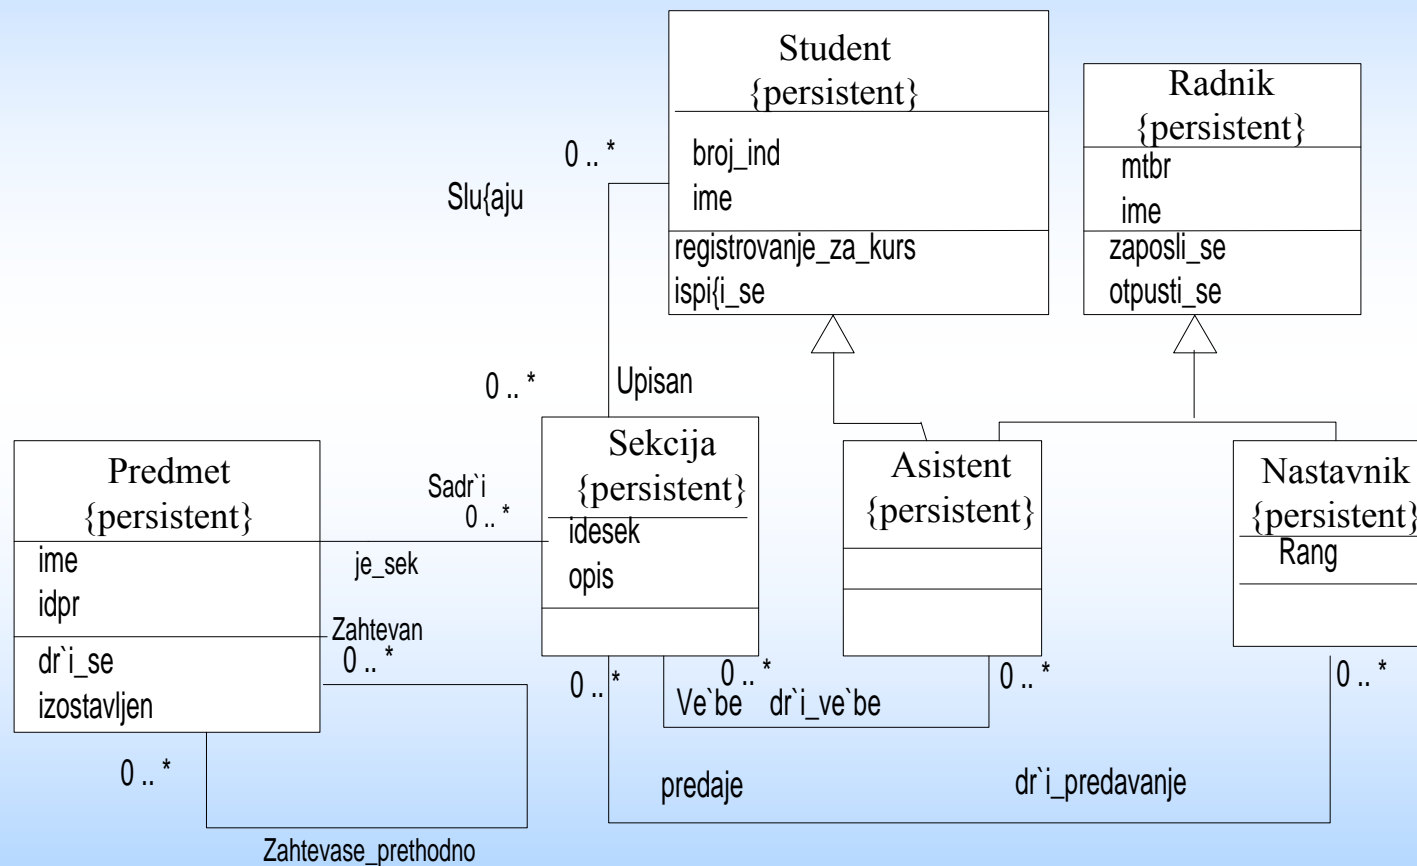 Student
{persistent}
broj_ind
ime
registrovanje_za_kurs
ispi{i_se
Radnik
{persistent}
mtbr
ime
zaposli_se
otpusti_se
0 .. *
Slu{aju
0 .. *
Upisan
Predmet
{persistent}
ime
idpr
dr`i_se
izostavljen
Sadr`i
0 .. *
je_sek
Zahtevan
0 .. *
0 .. *
Zahtevase_prethodno
Sekcija
{persistent}
idesek
opis
Asistent
{persistent}
Nastavnik
{persistent}
Rang
0 .. *
0 .. *
Ve`be dr`i_ve`be
0 .. *
0 .. *
predaje
dr`i_predavanje